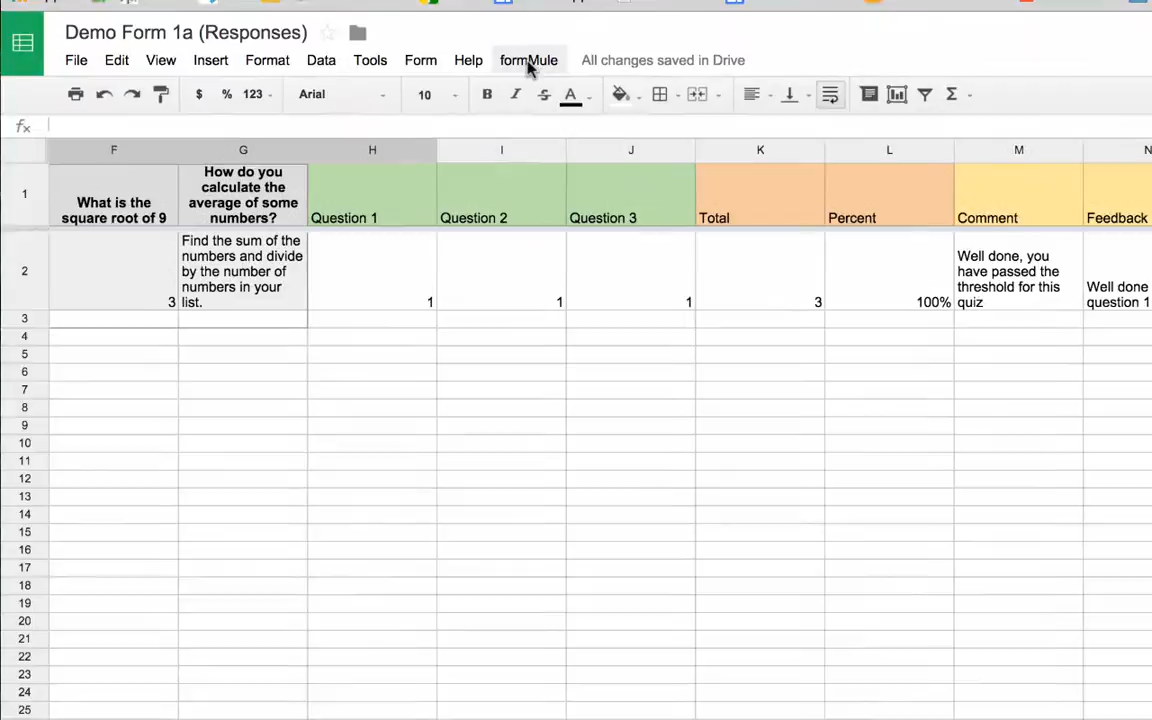 Demo Form 1a (Responses)
File Edit View Insert Format Data Tools Form Help formMule All changes saved in Drive
$ % 123 Arial 10 B I S A Σ
fx
F G H I J K L M N
1
What is the
square root of 9
How do you
calculate the
average of some
numbers?
Question 1
Question 2
Question 3
Total
Percent
Comment
Feedback
2
3
Find the sum of the
numbers and divide
by the number of
numbers in your
list.
1
1
1
3
100%
Well done, you
have passed the
threshold for this
quiz
Well done
question 1
3
4
5
6
7
8
9
10
11
12
13
14
15
16
17
18
19
20
21
22
23
24
25